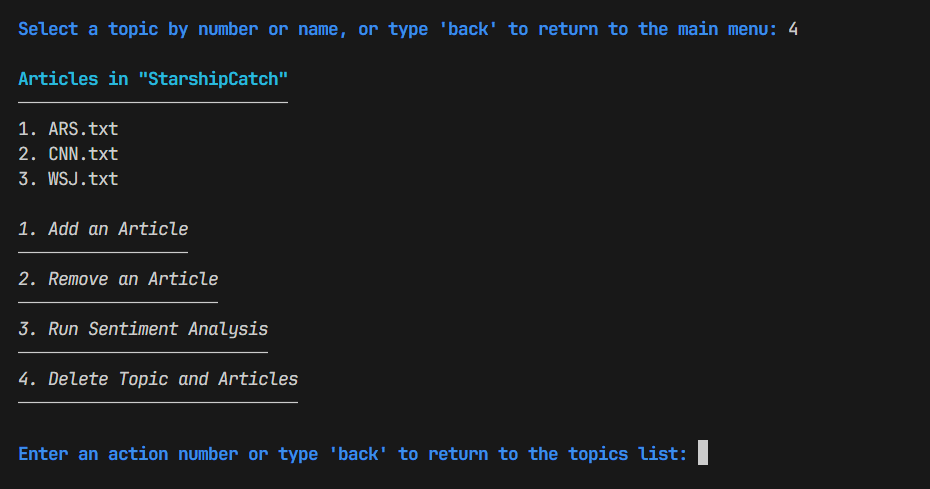 Select a topic by number or name, or type 'back' to return to the main menu: 4
Articles in "StarshipCatch"
1. ARS.txt
2. CNN.txt
3. WSJ.txt
1. Add an Article
2. Remove an Article
3. Run Sentiment Analysis
4. Delete Topic and Articles
Enter an action number or type 'back' to return to the topics list: